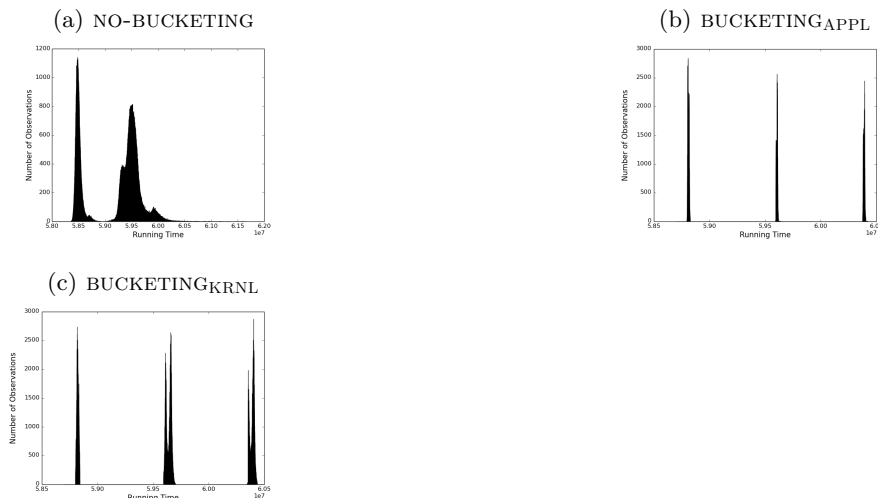 (a) NO-BUCKETING
1200
1000
800
600
400
200
0
Number of Observations
5.80 5.85 5.90 5.95 6.00 6.05 6.10 6.15 6.20
Running Time 1e7
(b) BUCKETING_APPL
3000
2500
2000
1500
1000
500
0
Number of Observations
5.85 5.90 5.95 6.00 6.05
Running Time 1e7
(c) BUCKETING_KRNL
3000
2500
2000
1500
1000
500
0
Number of Observations
5.85 5.90 5.95 6.00 6.05
Running Time 1e7